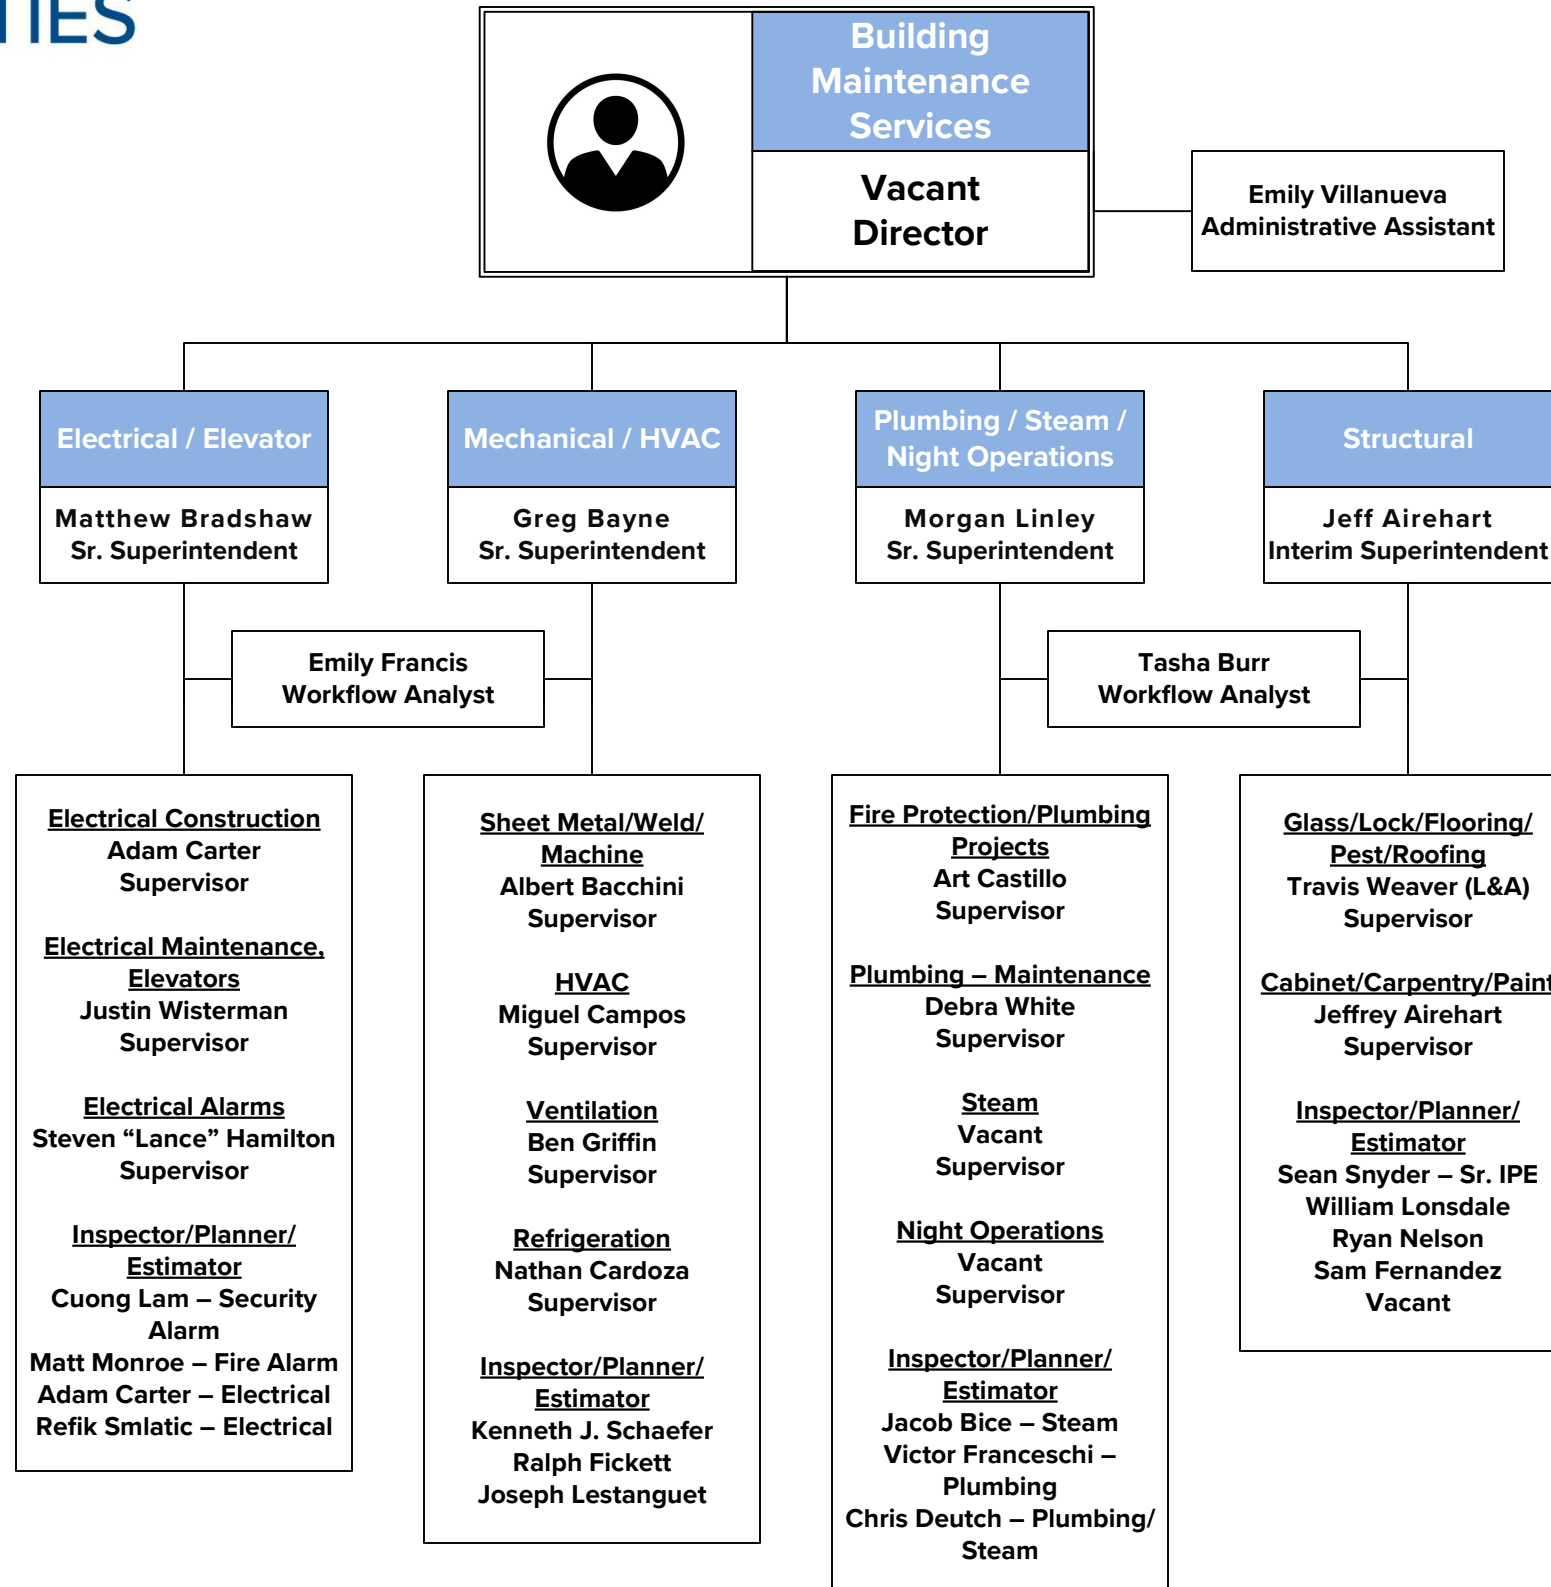 TIES
Building
Maintenance
Services
Vacant
Director
Emily Villanueva
Administrative Assistant
Electrical / Elevator
Matthew Bradshaw
Sr. Superintendent
Mechanical / HVAC
Greg Bayne
Sr. Superintendent
Plumbing / Steam /
Night Operations
Morgan Linley
Sr. Superintendent
Structural
Jeff Airehart
Interim Superintendent
Emily Francis
Workflow Analyst
Tasha Burr
Workflow Analyst
Electrical Construction
Adam Carter
Supervisor
Electrical Maintenance,
Elevators
Justin Wisterman
Supervisor
Electrical Alarms
Steven “Lance” Hamilton
Supervisor
Inspector/Planner/
Estimator
Cuong Lam – Security
Alarm
Matt Monroe – Fire Alarm
Adam Carter – Electrical
Refik Smlatic – Electrical
Sheet Metal/Weld/
Machine
Albert Bacchini
Supervisor
HVAC
Miguel Campos
Supervisor
Ventilation
Ben Griffin
Supervisor
Refrigeration
Nathan Cardoza
Supervisor
Inspector/Planner/
Estimator
Kenneth J. Schaefer
Ralph Fickett
Joseph Lestanguet
Fire Protection/Plumbing
Projects
Art Castillo
Supervisor
Plumbing – Maintenance
Debra White
Supervisor
Steam
Vacant
Supervisor
Night Operations
Vacant
Supervisor
Inspector/Planner/
Estimator
Jacob Bice – Steam
Victor Franceschi –
Plumbing
Chris Deutch – Plumbing/
Steam
Glass/Lock/Flooring/
Pest/Roofing
Travis Weaver (L&A)
Supervisor
Cabinet/Carpentry/Paint
Jeffrey Airehart
Supervisor
Inspector/Planner/
Estimator
Sean Snyder – Sr. IPE
William Lonsdale
Ryan Nelson
Sam Fernandez
Vacant